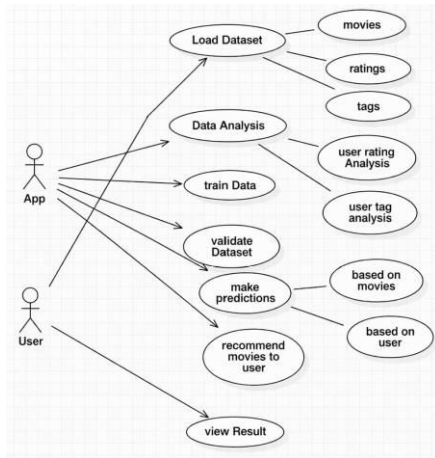 movies
Load Dataset
ratings
tags
Data Analysis
user rating
Analysis
App
train Data
user tag
analysis
validate
Dataset
make
predictions
based on
movies
User
recommend
movies to
user
based on
user
view Result